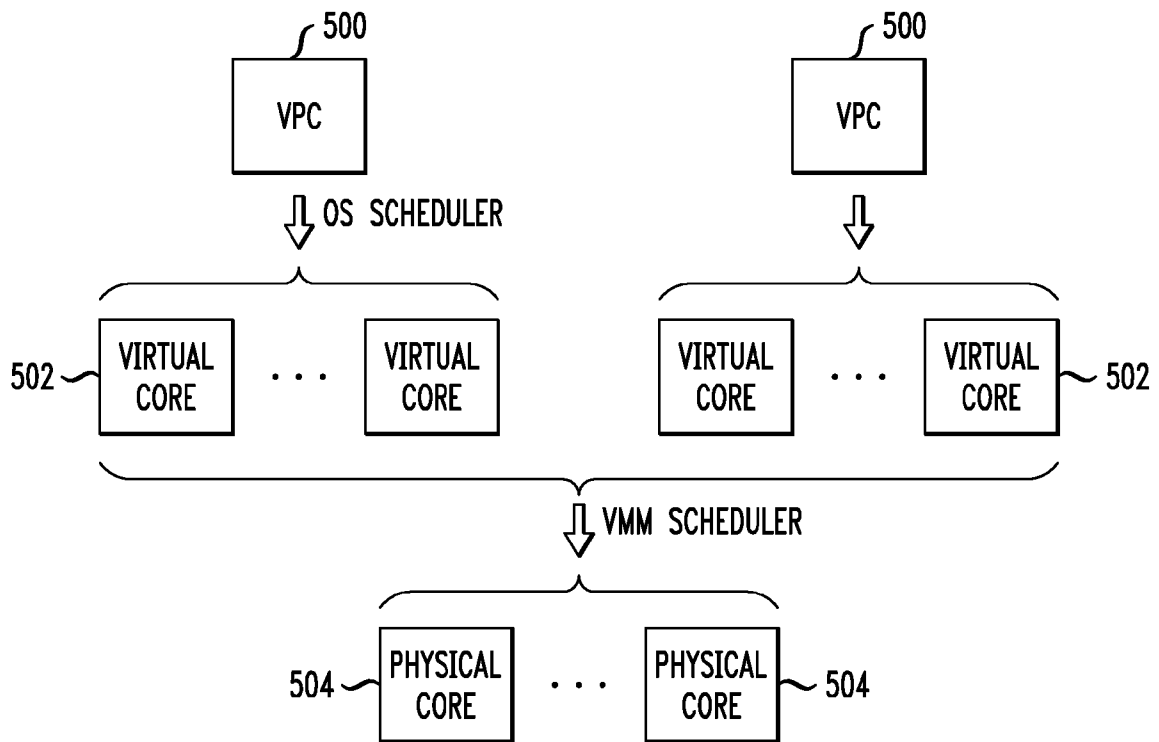 500
500
VPC
VPC
OS SCHEDULER
502
VIRTUAL
CORE
...
VIRTUAL
CORE
VIRTUAL
CORE
...
VIRTUAL
CORE
502
VMM SCHEDULER
504
PHYSICAL
CORE
...
PHYSICAL
CORE
504